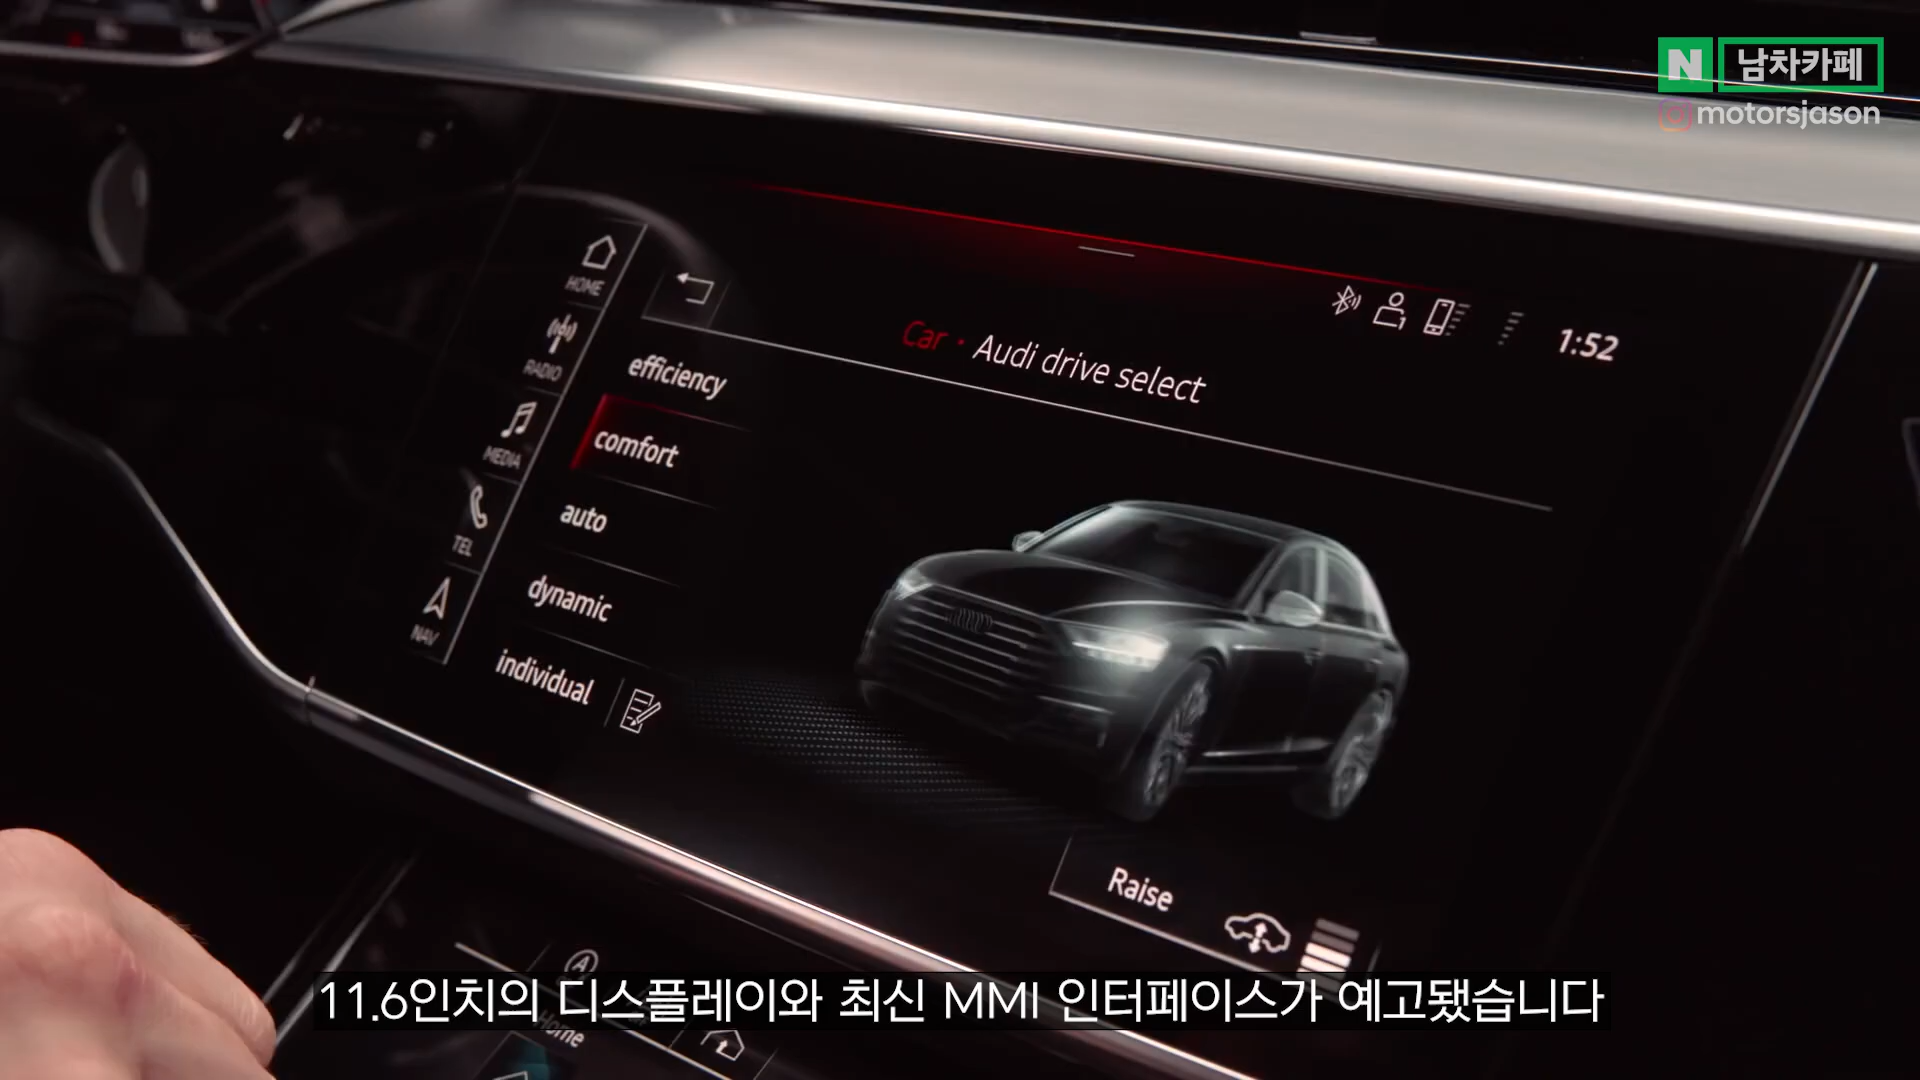 N 남차카페
motorsjason
HOME
RADIO
MEDIA
TEL
NAV
1:52
Car · Audi drive select
efficiency
comfort
auto
dynamic
individual
Raise
11.6인치의 디스플레이와 최신 MMI 인터페이스가 예고됐습니다
Home